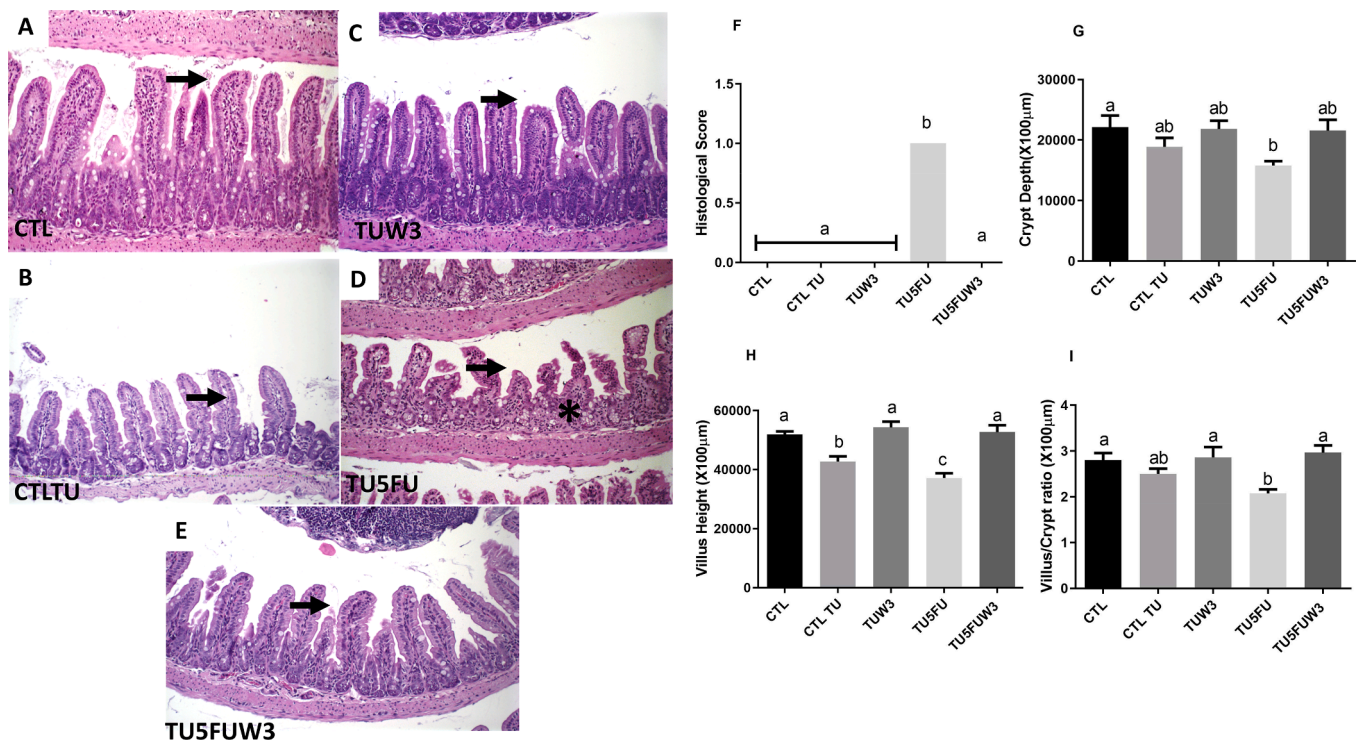 A
CTL
C
TUW3
B
CTLTU
D
*
TU5FU
E
TU5FUW3
F
Histological Score
1.5
1.0
0.5
0.0
a
b
a
CTL
CTL TU
TUW3
TU5FU
TU5FUW3
G
Crypt Depth(X100µm)
30000
20000
10000
0
a
ab
ab
b
ab
CTL
CTL TU
TUW3
TU5FU
TU5FUW3
H
Villus Height (X100µm)
60000
40000
20000
0
a
b
a
c
a
CTL
CTL TU
TUW3
TU5FU
TU5FUW3
I
Villus/Crypt ratio (X100µm)
4
3
2
1
0
a
ab
a
b
a
CTL
CTL TU
TUW3
TU5FU
TU5FUW3